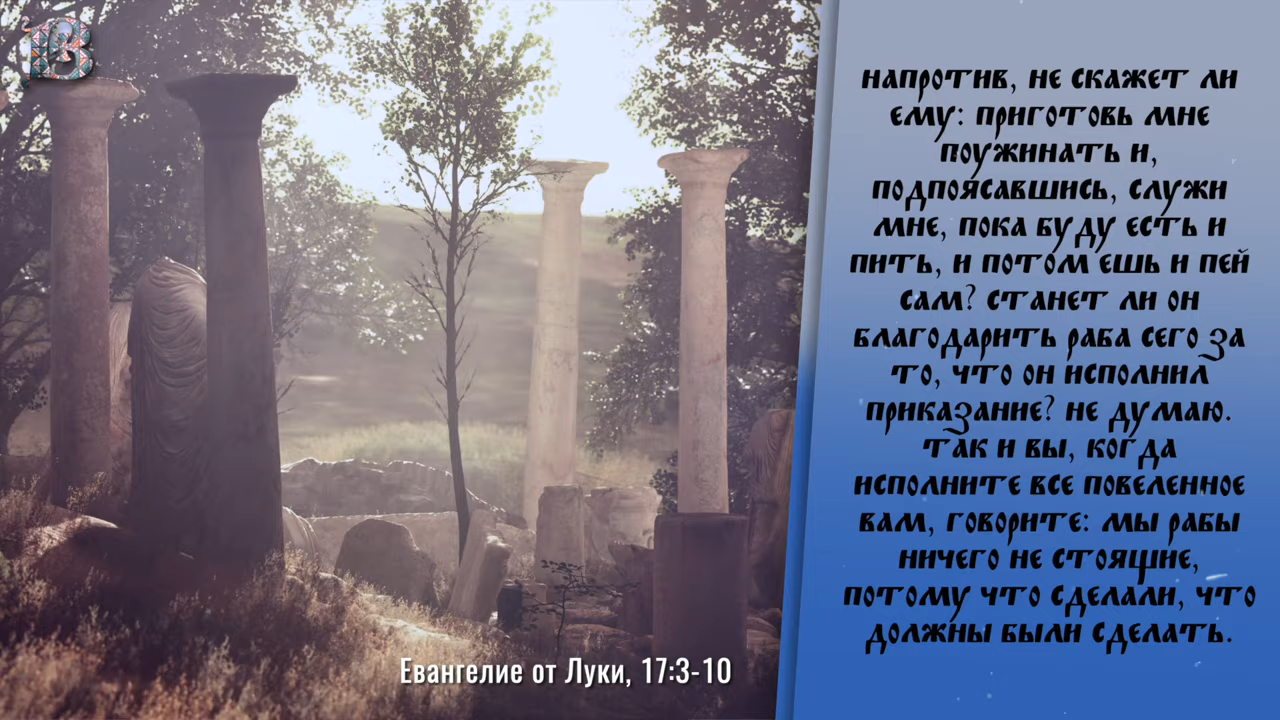 напротив, не скажет ли
ему: приготовь мне
поужинать и,
подпоясавшись, служи
мне, пока буду есть и
пить, и потом ешь и пей
сам? станет ли он
благодарить раба сего за
то, что он исполнил
приказание? не думаю.
так и вы, когда
исполните все повеленное
вам, говорите: мы рабы
ничего не стоящие,
потому что сделали, что
должны были сделать.
Евангелие от Луки, 17:3-10